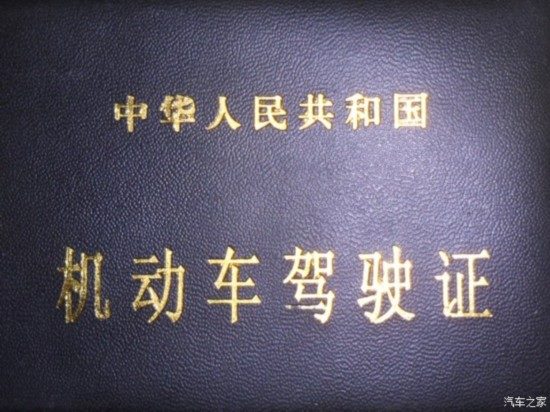 中华人民共和国
机动车驾驶证
汽车之家